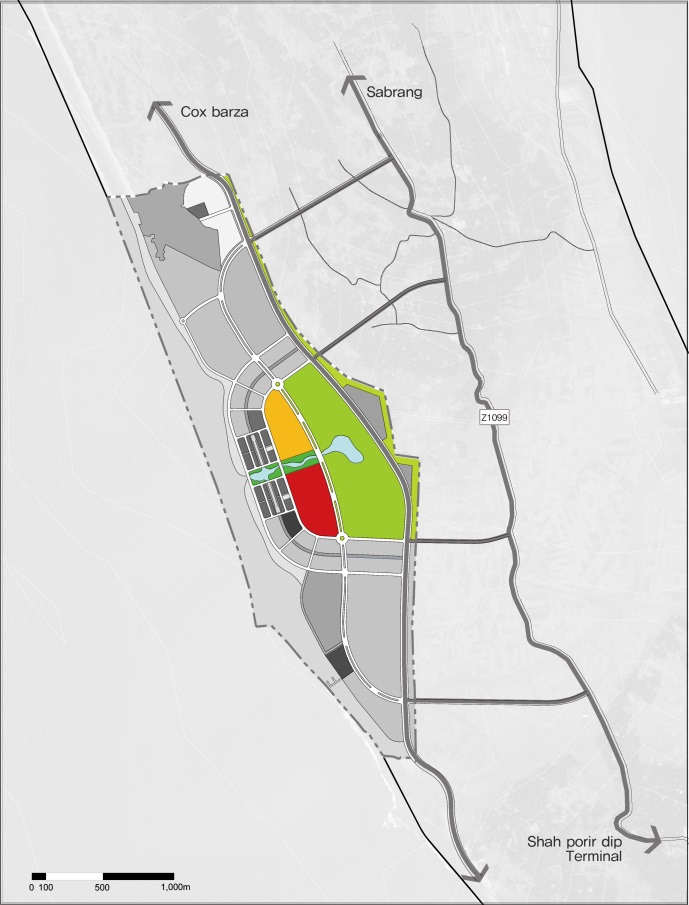 Sabrang
Cox barza
Z1099
Shah porir dip
Terminal
0 100 500 1,000m